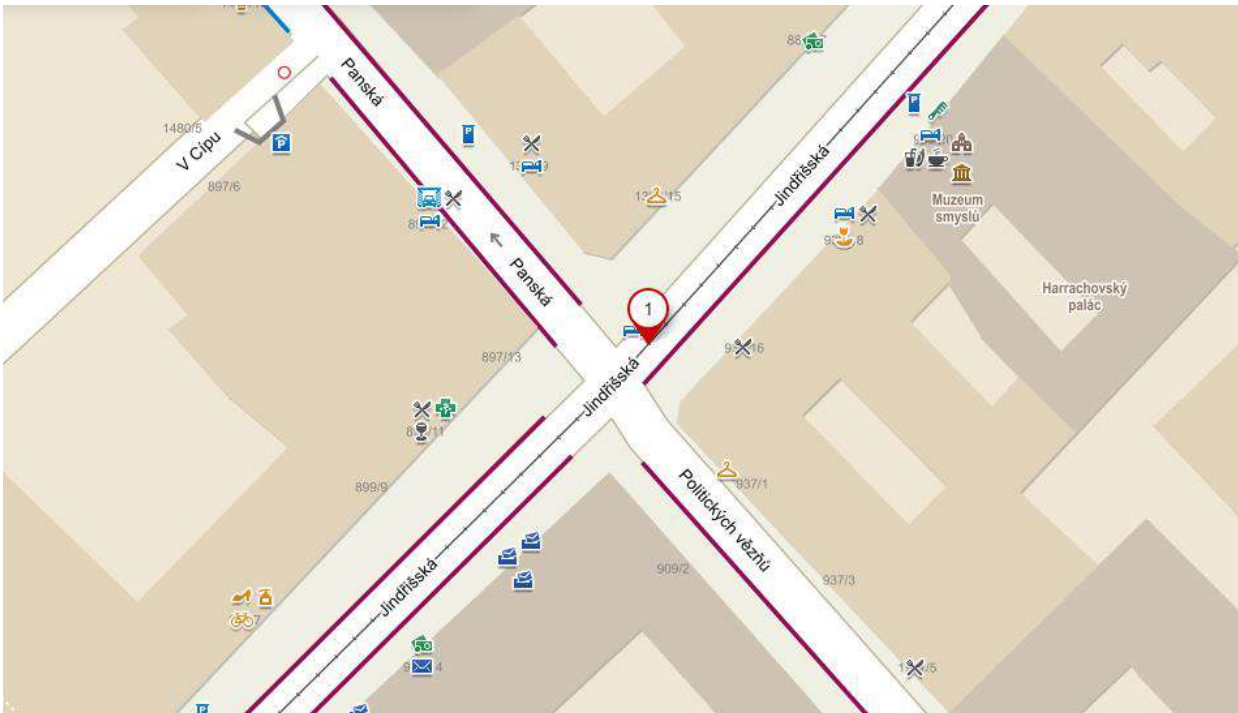 Panská
1480/5
V Cípu
897/6
Jindřišská
Muzeum
smyslů
Harrachovský
palác
Panská
1
897/13
Jindřišská
899/9
Politických vězňů
937/1
909/2
937/3
Jindřišská
7
P
P
P
P